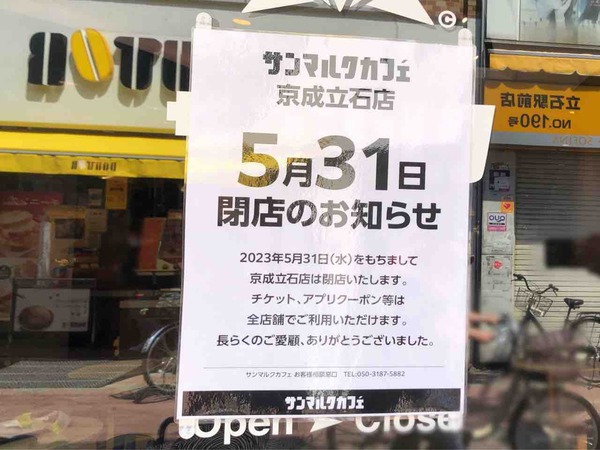 サンマルクカフェ
京成立石店
5月31日
閉店のお知らせ
2023年5月31日(水)をもちまして
京成立石店は閉店いたします。
チケット、アプリクーポン等は
全店舗でご利用いただけます。
長らくのご愛顧、ありがとうございました。
サンマルクカフェ お客様相談窓口 TEL:050-3187-5882
サンマルクカフェ
Open
Close
立石駅前店
NO.190号